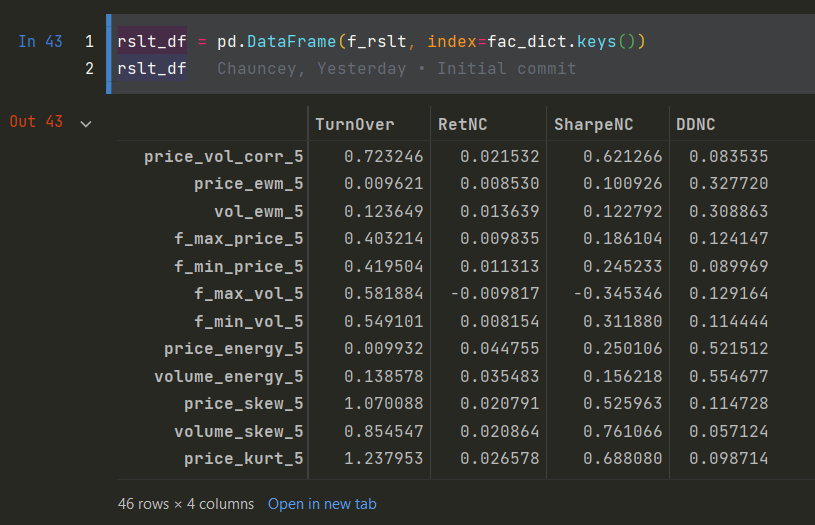 In 43 1 rslt_df = pd.DataFrame(f_rslt, index=fac_dict.keys())
2 rslt_df Chauncey, Yesterday • Initial commit
Out 43
TurnOver RetNC SharpeNC DDNC
price_vol_corr_5 0.723246 0.021532 0.621266 0.083535
price_ewm_5 0.009621 0.008530 0.100926 0.327720
vol_ewm_5 0.123649 0.013639 0.122792 0.308863
f_max_price_5 0.403214 0.009835 0.186104 0.124147
f_min_price_5 0.419504 0.011313 0.245233 0.089969
f_max_vol_5 0.581884 -0.009817 -0.345346 0.129164
f_min_vol_5 0.549101 0.008154 0.311880 0.114444
price_energy_5 0.009932 0.044755 0.250106 0.521512
volume_energy_5 0.138578 0.035483 0.156218 0.554677
price_skew_5 1.070088 0.020791 0.525963 0.114728
volume_skew_5 0.854547 0.020864 0.761066 0.057124
price_kurt_5 1.237953 0.026578 0.688080 0.098714
46 rows × 4 columns Open in new tab